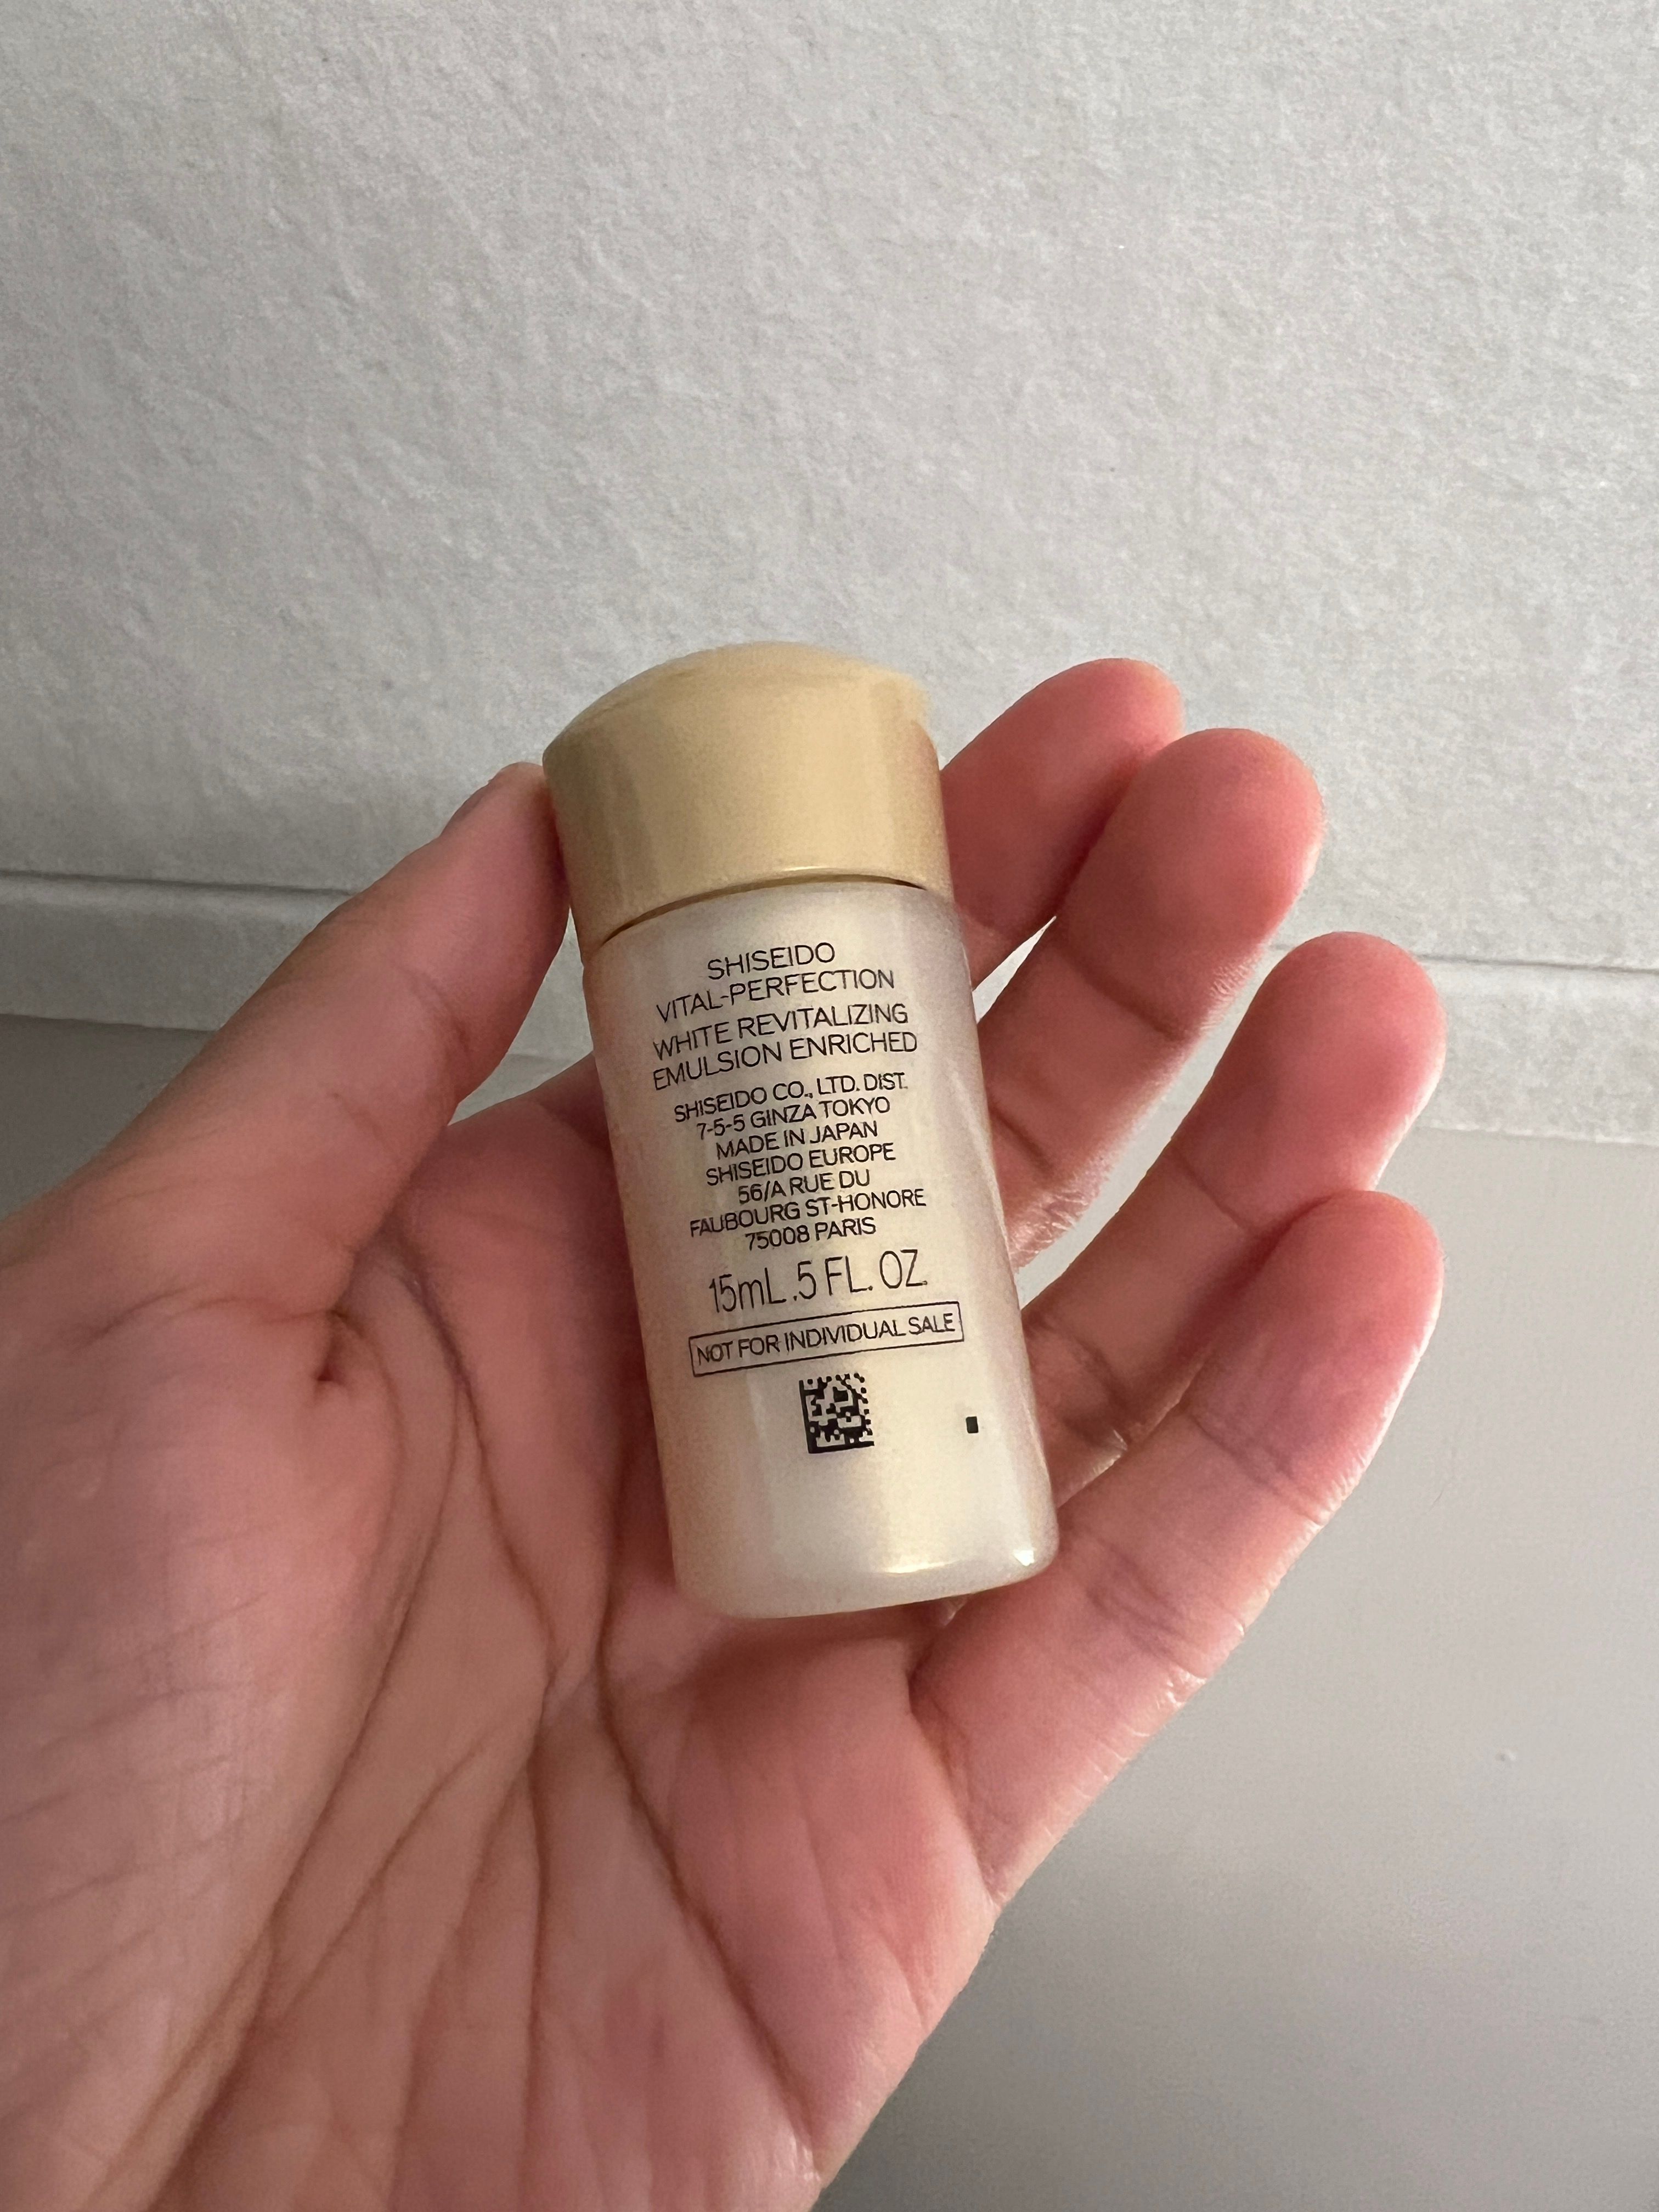 SHISEIDO
VITAL-PERFECTION
WHITE REVITALIZING
EMULSION ENRICHED
SHISEIDO CO., LTD. DIST.
7-5-5 GINZA TOKYO
MADE IN JAPAN
SHISEIDO EUROPE
56/A RUE DU
FAUBOURG ST-HONORE
75008 PARIS
15mL .5 FL. OZ.
NOT FOR INDIVIDUAL SALE